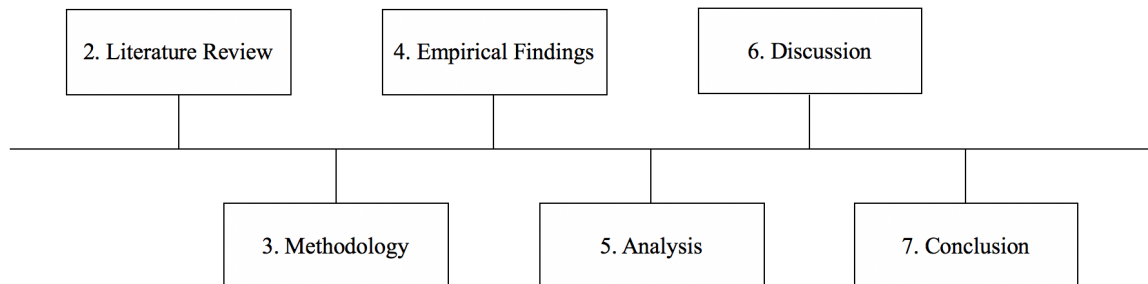 2. Literature Review
4. Empirical Findings
6. Discussion
3. Methodology
5. Analysis
7. Conclusion